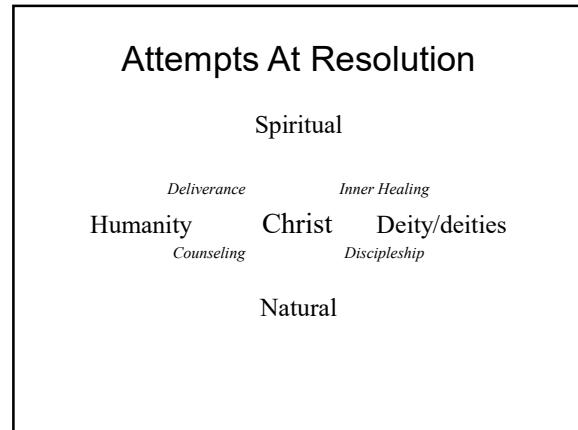 Attempts At Resolution
Spiritual
Deliverance Inner Healing
Humanity Christ Deity/deities
Counseling Discipleship
Natural